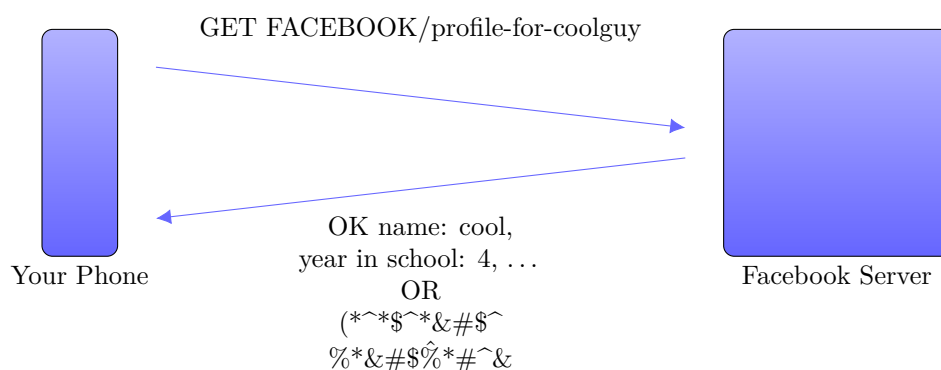 GET FACEBOOK/profile-for-coolguy
OK name: cool,
year in school: 4, ...
OR
(*^*$^*&#$^
%*&#$%̂*#^&
Your Phone
Facebook Server